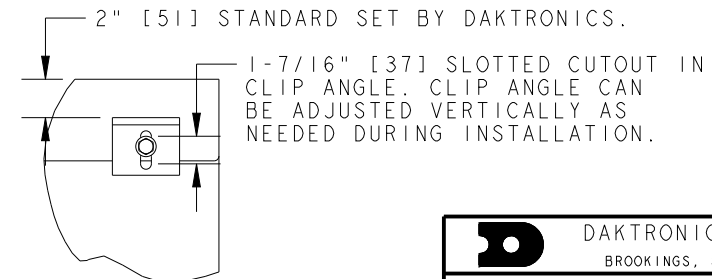 2" [51] STANDARD SET BY DAKTRONICS.
1-7/16" [37] SLOTTED CUTOUT IN
CLIP ANGLE. CLIP ANGLE CAN
BE ADJUSTED VERTICALLY AS
NEEDED DURING INSTALLATION.
DAKTRONIC
BROOKINGS,